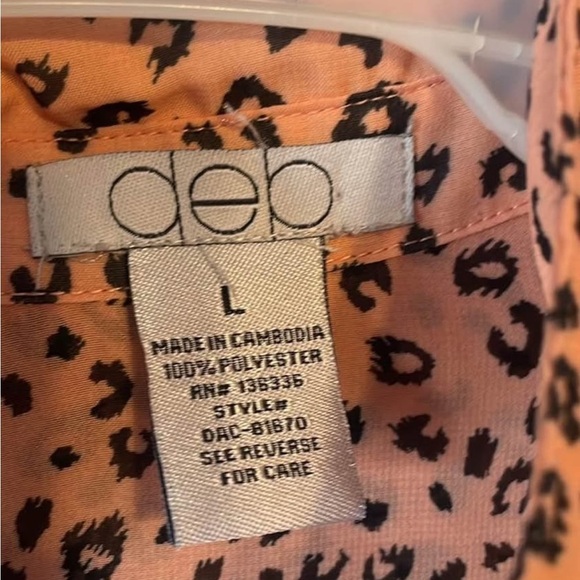 deb
L
MADE IN CAMBODIA
100% POLYESTER
RN# 136336
STYLE#
DAC-81670
SEE REVERSE
FOR CARE